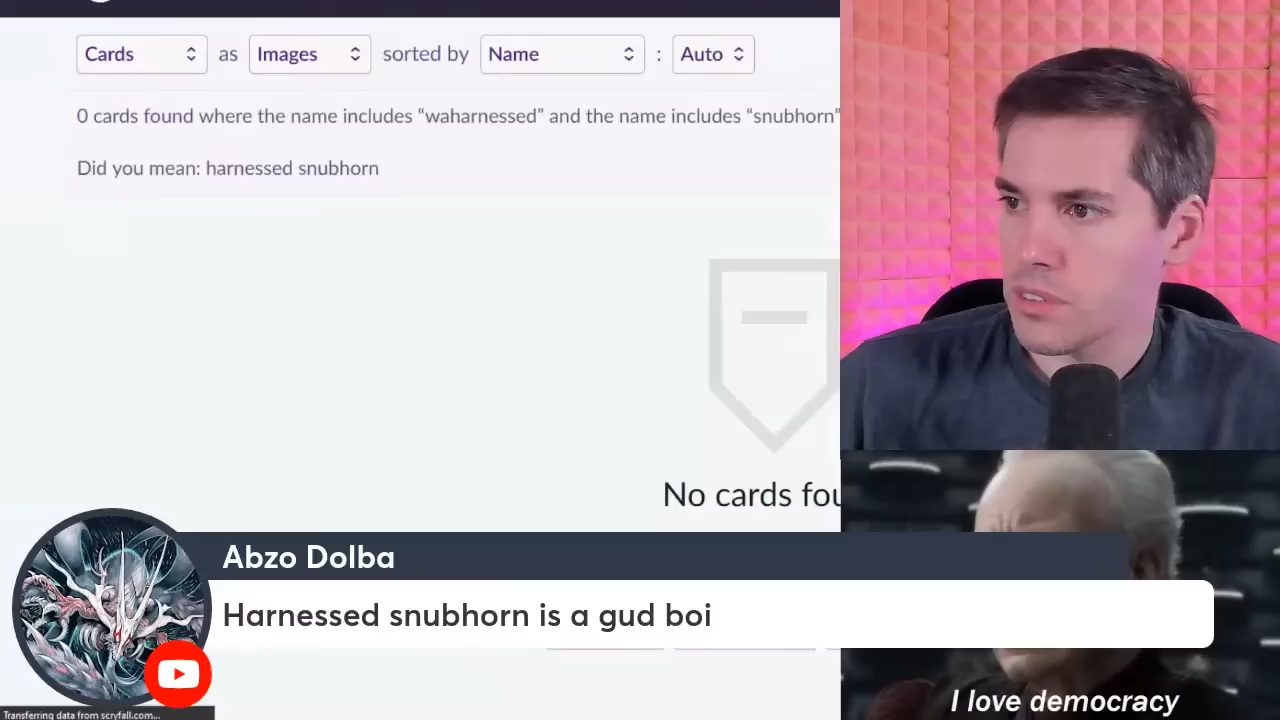 Cards as Images sorted by Name : Auto
0 cards found where the name includes “waharnessed” and the name includes “snubhorn”
Did you mean: harnessed snubhorn
No cards fou
Abzo Dolba
Harnessed snubhorn is a gud boi
I love democracy
Transferring data from scryfall.com...